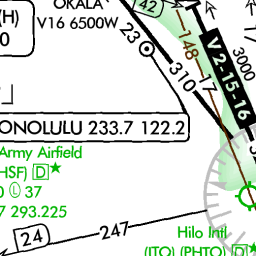 OKALA
V16 6500W
(H)
0
42
23
148
310
17
V 2-15-16
3000
ONOLULU 233.7 122.2
Army Airfield
HSF) D★
0 Ⓛ 37
7 293.225
24
247
Hilo Intl
(ITO) (PHTO) D★